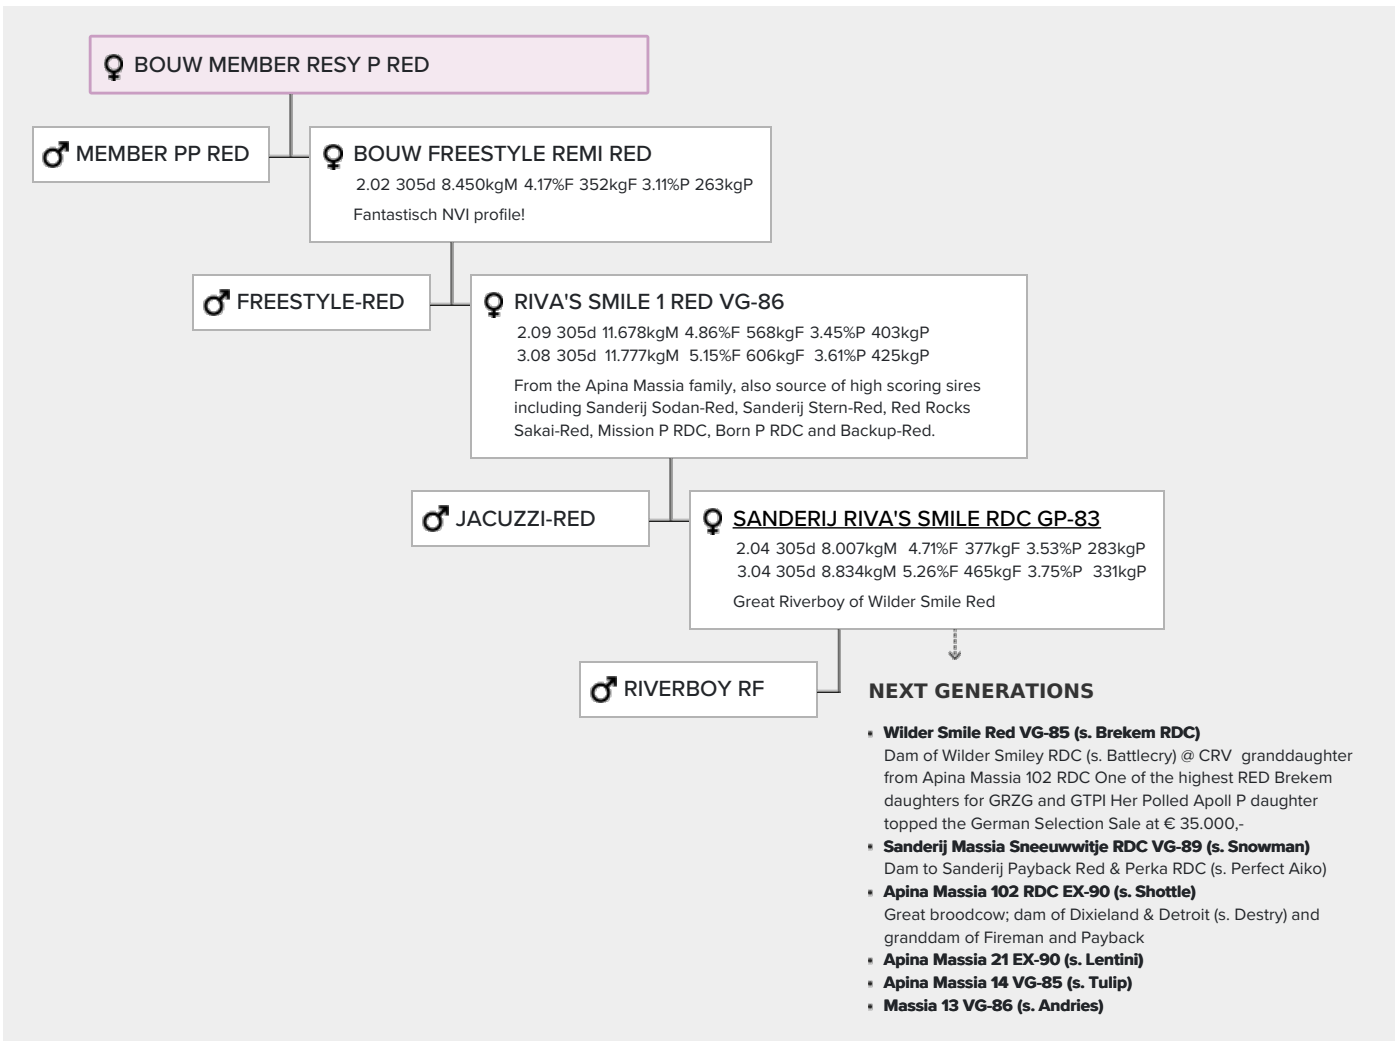 BOUW MEMBER RESY P RED
MEMBER PP RED
BOUW FREESTYLE REMI RED
2.02 305d 8.450kgM 4.17%F 352kgF 3.11%P 263kgP
Fantastisch NVI profile!
FREESTYLE-RED
RIVA'S SMILE 1 RED VG-86
2.09 305d 11.678kgM 4.86%F 568kgF 3.45%P 403kgP
3.08 305d 11.777kgM 5.15%F 606kgF 3.61%P 425kgP
From the Apina Massia family, also source of high scoring sires
including Sanderij Sodan-Red, Sanderij Stern-Red, Red Rocks
Sakai-Red, Mission P RDC, Born P RDC and Backup-Red.
JACUZZI-RED
SANDERIJ RIVA'S SMILE RDC GP-83
2.04 305d 8.007kgM 4.71%F 377kgF 3.53%P 283kgP
3.04 305d 8.834kgM 5.26%F 465kgF 3.75%P 331kgP
Great Riverboy of Wilder Smile Red
RIVERBOY RF
NEXT GENERATIONS
Wilder Smile Red VG-85 (s. Brekem RDC)
Dam of Wilder Smiley RDC (s. Battlecry) @ CRV granddaughter
from Apina Massia 102 RDC One of the highest RED Brekem
daughters for GRZG and GTPI Her Polled Apoll P daughter
topped the German Selection Sale at € 35.000,-
Sanderij Massia Sneeuwwitje RDC VG-89 (s. Snowman)
Dam to Sanderij Payback Red & Perka RDC (s. Perfect Aiko)
Apina Massia 102 RDC EX-90 (s. Shottle)
Great broodcow; dam of Dixieland & Detroit (s. Destry) and
granddam of Fireman and Payback
Apina Massia 21 EX-90 (s. Lentini)
Apina Massia 14 VG-85 (s. Tulip)
Massia 13 VG-86 (s. Andries)